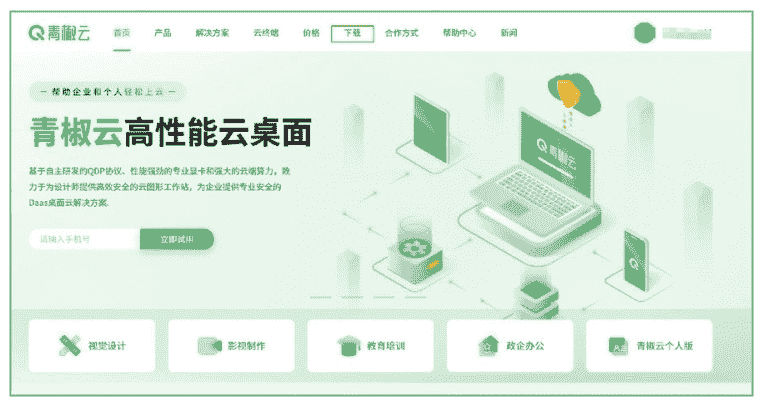 青椒云
首页 产品 解决方案 云终端 价格 下载 合作方式 帮助中心 新闻
— 帮助企业和个人轻松上云 —
青椒云高性能云桌面
基于自主研发的QDP协议、性能强劲的专业显卡和强大的云端算力，致
力于为设计师提供高效安全的云图形工作站，为企业提供专业安全的
Daas桌面云解决方案.
请输入手机号 立即试用
青椒云
视觉设计 影视制作 教育培训 政企办公 青椒云个人版